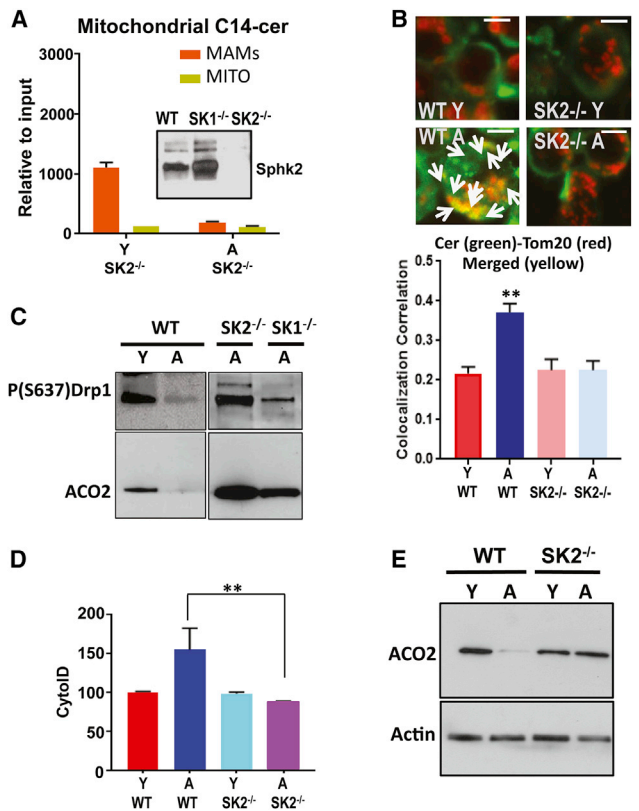 A
Mitochondrial C14-cer
MAMs
MITO
Relative to input
3000
2000
1000
0
WT SK1-/- SK2-/-
Sphk2
Y A
SK2-/- SK2-/-
B
WT Y
SK2-/- Y
WT A
SK2-/- A
Cer (green)-Tom20 (red)
Merged (yellow)
Colocalization Correlation
0.5
0.4
0.3
0.2
0.1
0.0
**
Y A Y A
WT WT SK2-/- SK2-/-
C
WT SK2-/- SK1-/-
Y A A A
P(S637)Drp1
ACO2
D
CytoID
200
150
100
50
0
**
Y A Y A
WT WT SK2-/- SK2-/-
E
WT SK2-/-
Y A Y A
ACO2
Actin